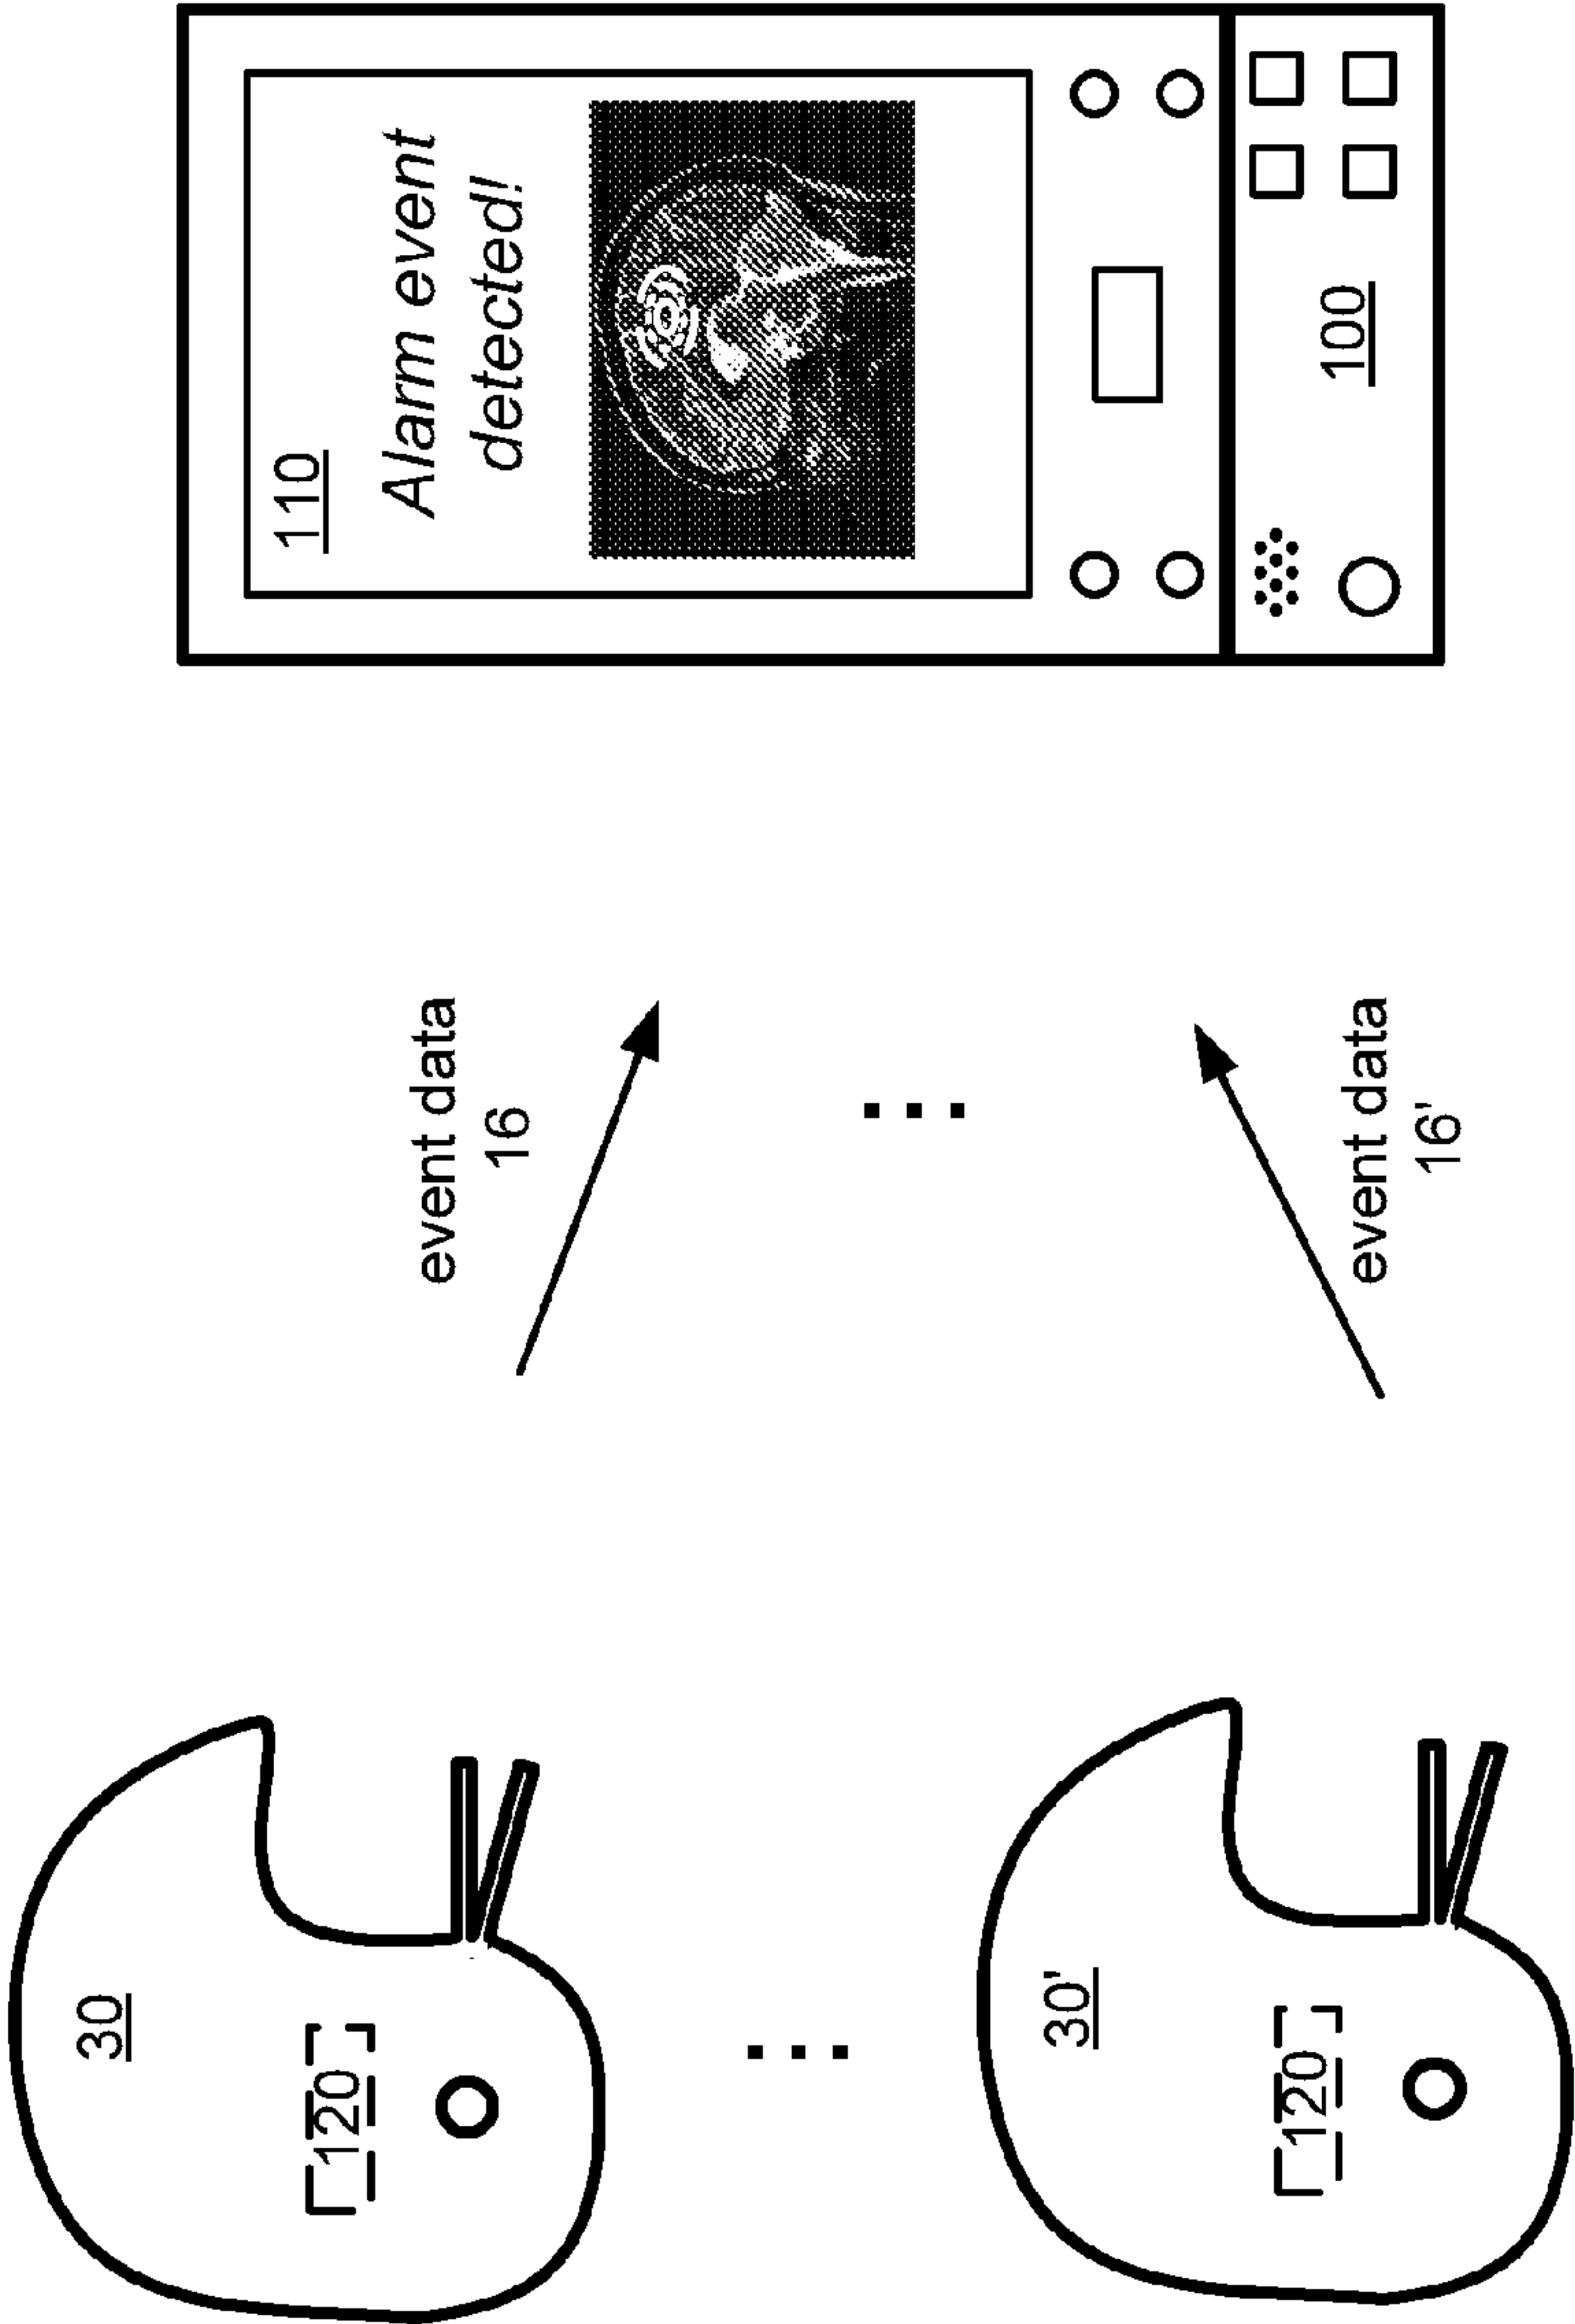 30
120
30'
120
event data
16
event data
16'
110
Alarm event
detected!
100